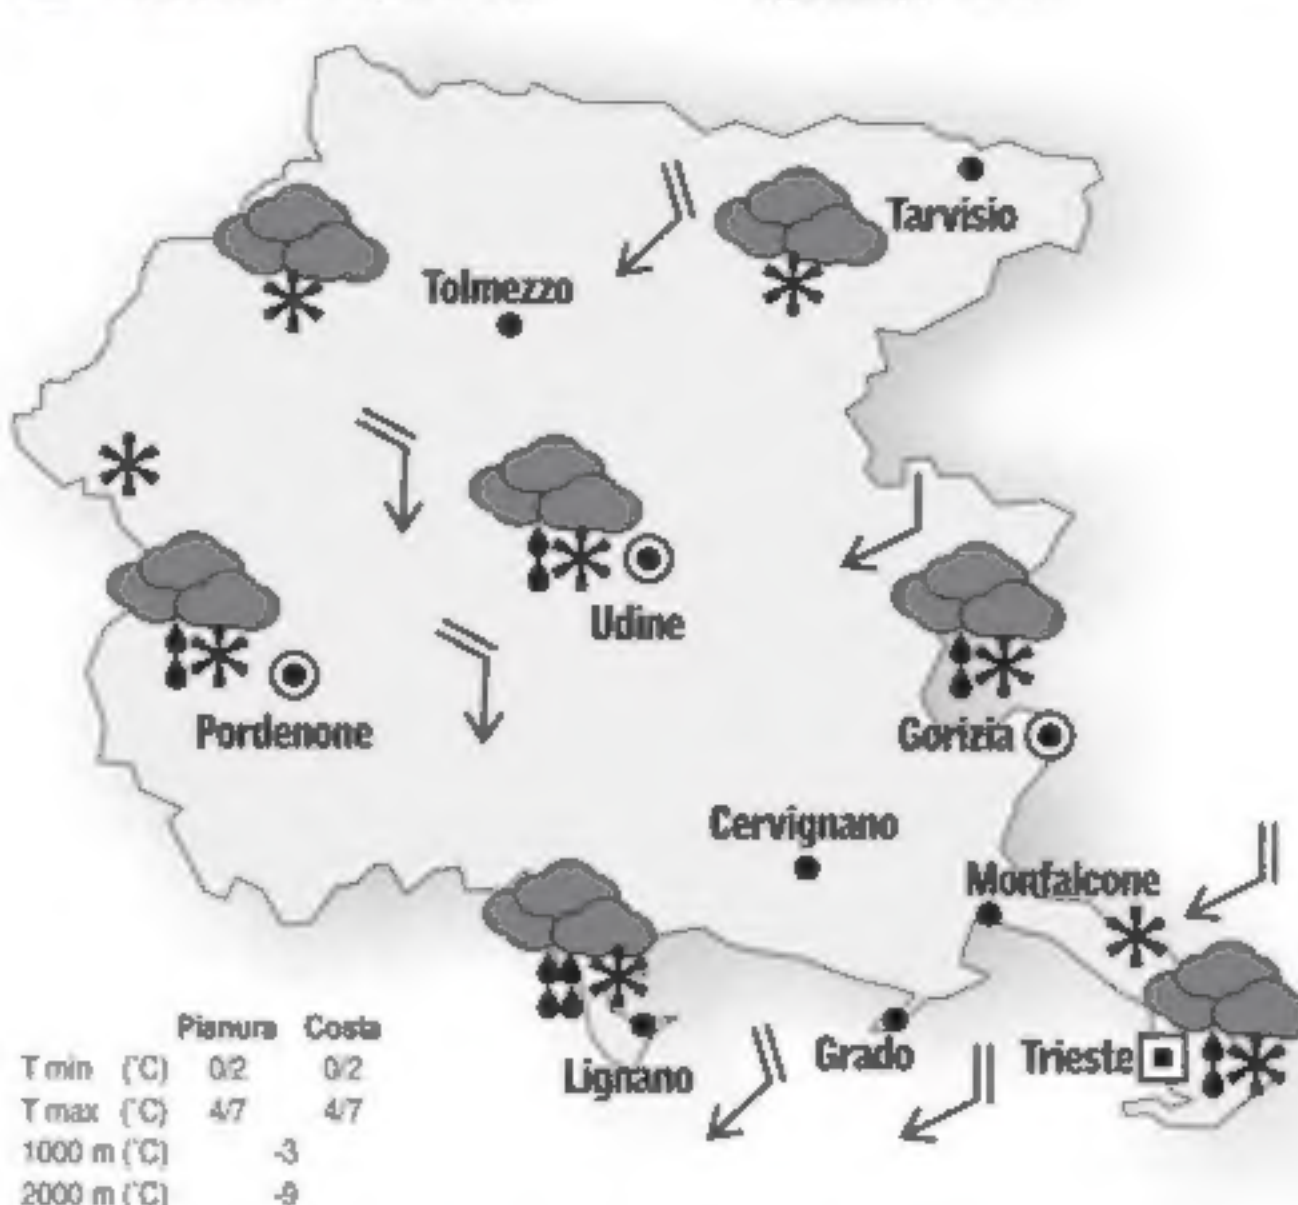 Tarvisio
Tolmezzo
Udine
Pordenone
Gorizia
Cervignano
Monfalcone
Pianura Costa
Lignano
Grado
Trieste
T min (°C) 0/2 0/2
T max (°C) 4/7 4/7
1000 m (°C) -3
2000 m (°C) -9